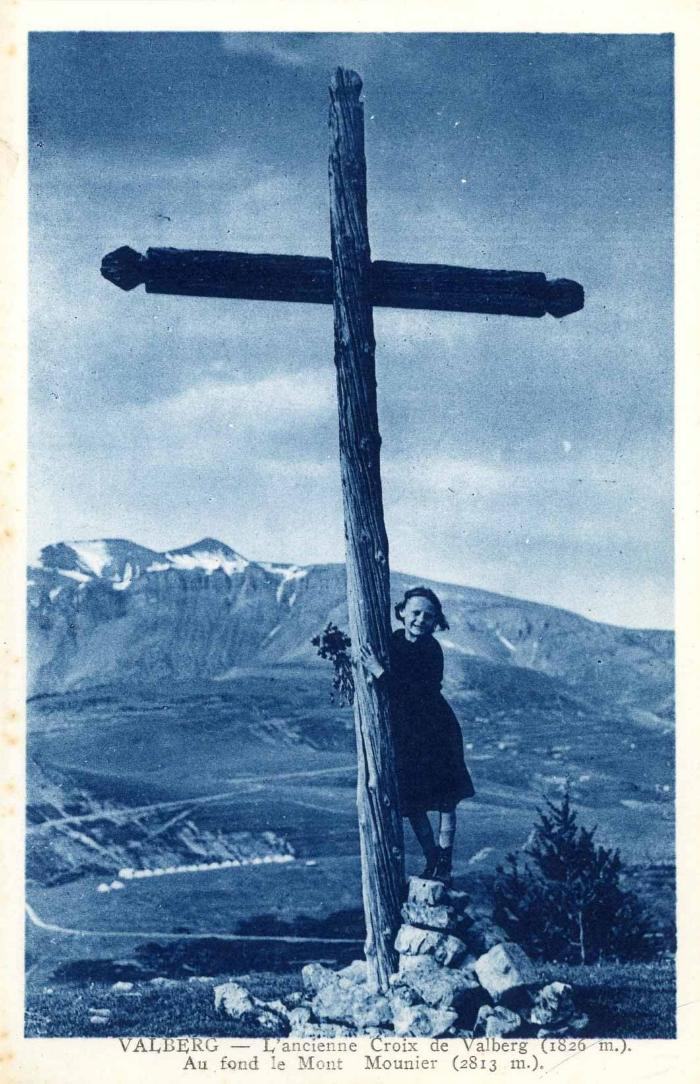 VALBERG — L'ancienne Croix de Valberg (1826 m.).
Au fond le Mont Mounier (2813 m.).